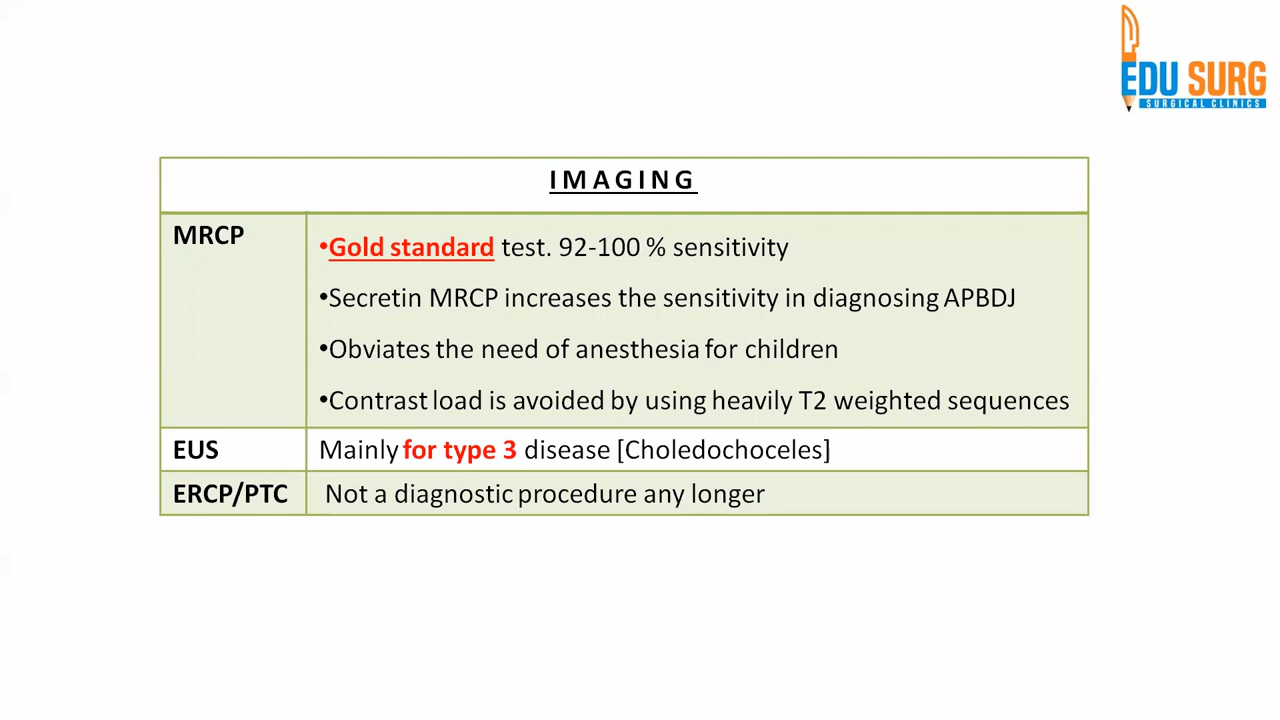 EDU SURG
SURGICAL CLINICS
IMAGING
MRCP
•Gold standard test. 92-100 % sensitivity
•Secretin MRCP increases the sensitivity in diagnosing APBDJ
•Obviates the need of anesthesia for children
•Contrast load is avoided by using heavily T2 weighted sequences
EUS
Mainly for type 3 disease [Choledochoceles]
ERCP/PTC
Not a diagnostic procedure any longer